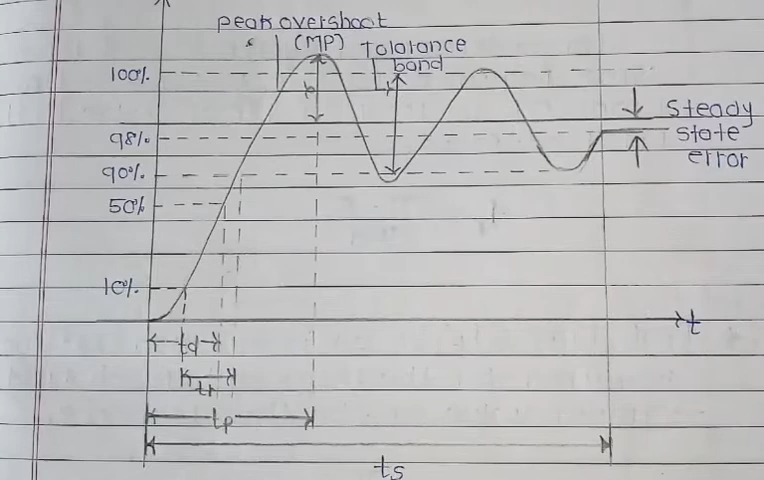 peak overshoot
(MP)
Tolorance
band
100%
Steady
state
error
98%
90%
50%
10%
t
td
tr
tp
ts